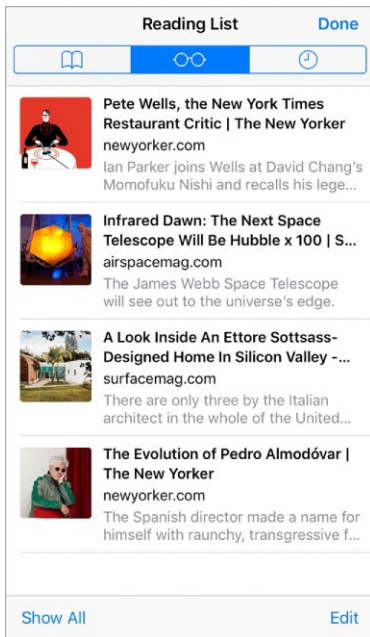 Reading List
Done
Pete Wells, the New York Times
Restaurant Critic | The New Yorker
newyorker.com
Ian Parker joins Wells at David Chang's
Momofuku Nishi and recalls his lege...
Infrared Dawn: The Next Space
Telescope Will Be Hubble x 100 | S...
airspacemag.com
The James Webb Space Telescope
will see out to the universe's edge.
A Look Inside An Ettore Sottsass-
Designed Home In Silicon Valley -...
surfacemag.com
There are only three by the Italian
architect in the whole of the United...
The Evolution of Pedro Almodóvar |
The New Yorker
newyorker.com
The Spanish director made a name for
himself with raunchy, transgressive f...
Show All
Edit